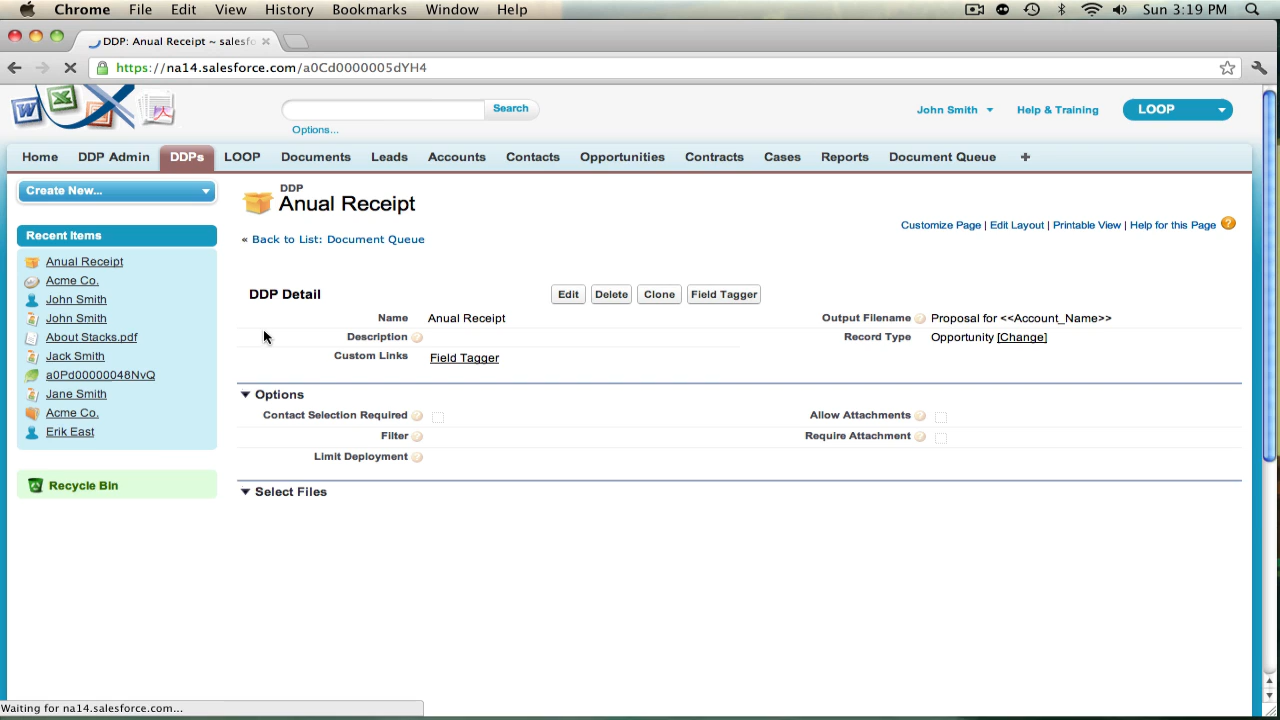 Chrome File Edit View History Bookmarks Window Help Sun 3:19 PM
DDP: Anual Receipt ~ salesfo
https://na14.salesforce.com/a0Cd0000005dYH4
Search
Options...
John Smith Help & Training LOOP
Home DDP Admin DDPs LOOP Documents Leads Accounts Contacts Opportunities Contracts Cases Reports Document Queue +
Create New...
Recent Items
Anual Receipt
Acme Co.
John Smith
John Smith
About Stacks.pdf
Jack Smith
a0Pd00000048NvQ
Jane Smith
Acme Co.
Erik East
Recycle Bin
DDP
Anual Receipt
Customize Page | Edit Layout | Printable View | Help for this Page ?
« Back to List: Document Queue
DDP Detail Edit Delete Clone Field Tagger
Name Anual Receipt Output Filename ? Proposal for <<Account_Name>>
Description ? Record Type Opportunity [Change]
Custom Links Field Tagger
Options
Contact Selection Required ? Allow Attachments ?
Filter ? Require Attachment ?
Limit Deployment ?
Select Files
Waiting for na14.salesforce.com...